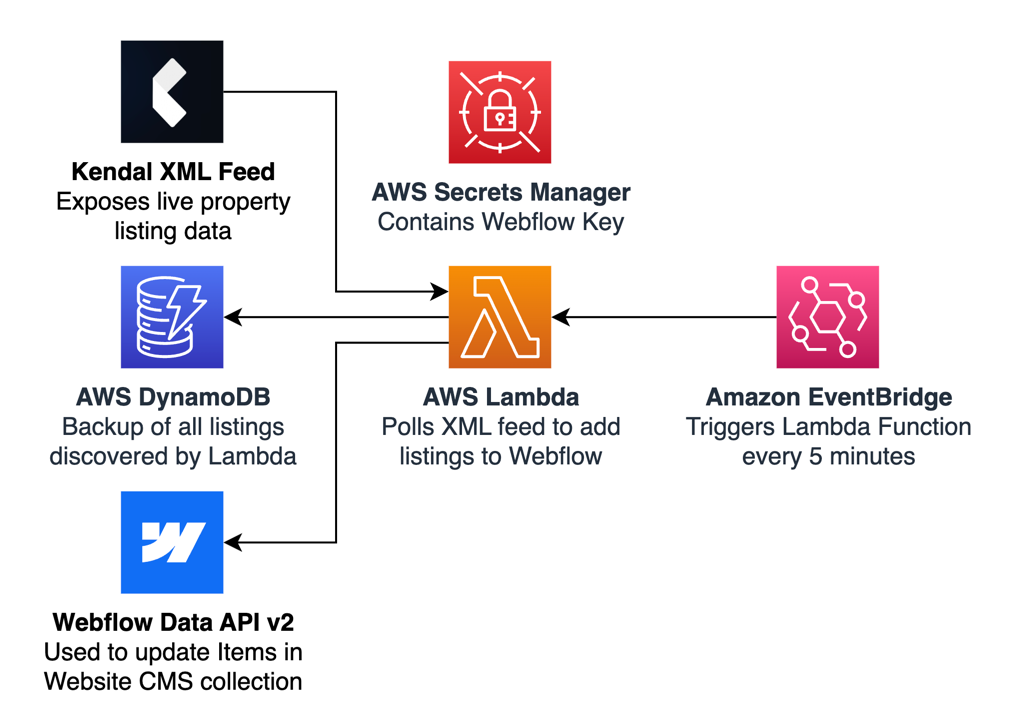 Kendal XML Feed
Exposes live property
listing data
AWS Secrets Manager
Contains Webflow Key
AWS DynamoDB
Backup of all listings
discovered by Lambda
AWS Lambda
Polls XML feed to add
listings to Webflow
Amazon EventBridge
Triggers Lambda Function
every 5 minutes
Webflow Data API v2
Used to update Items in
Website CMS collection